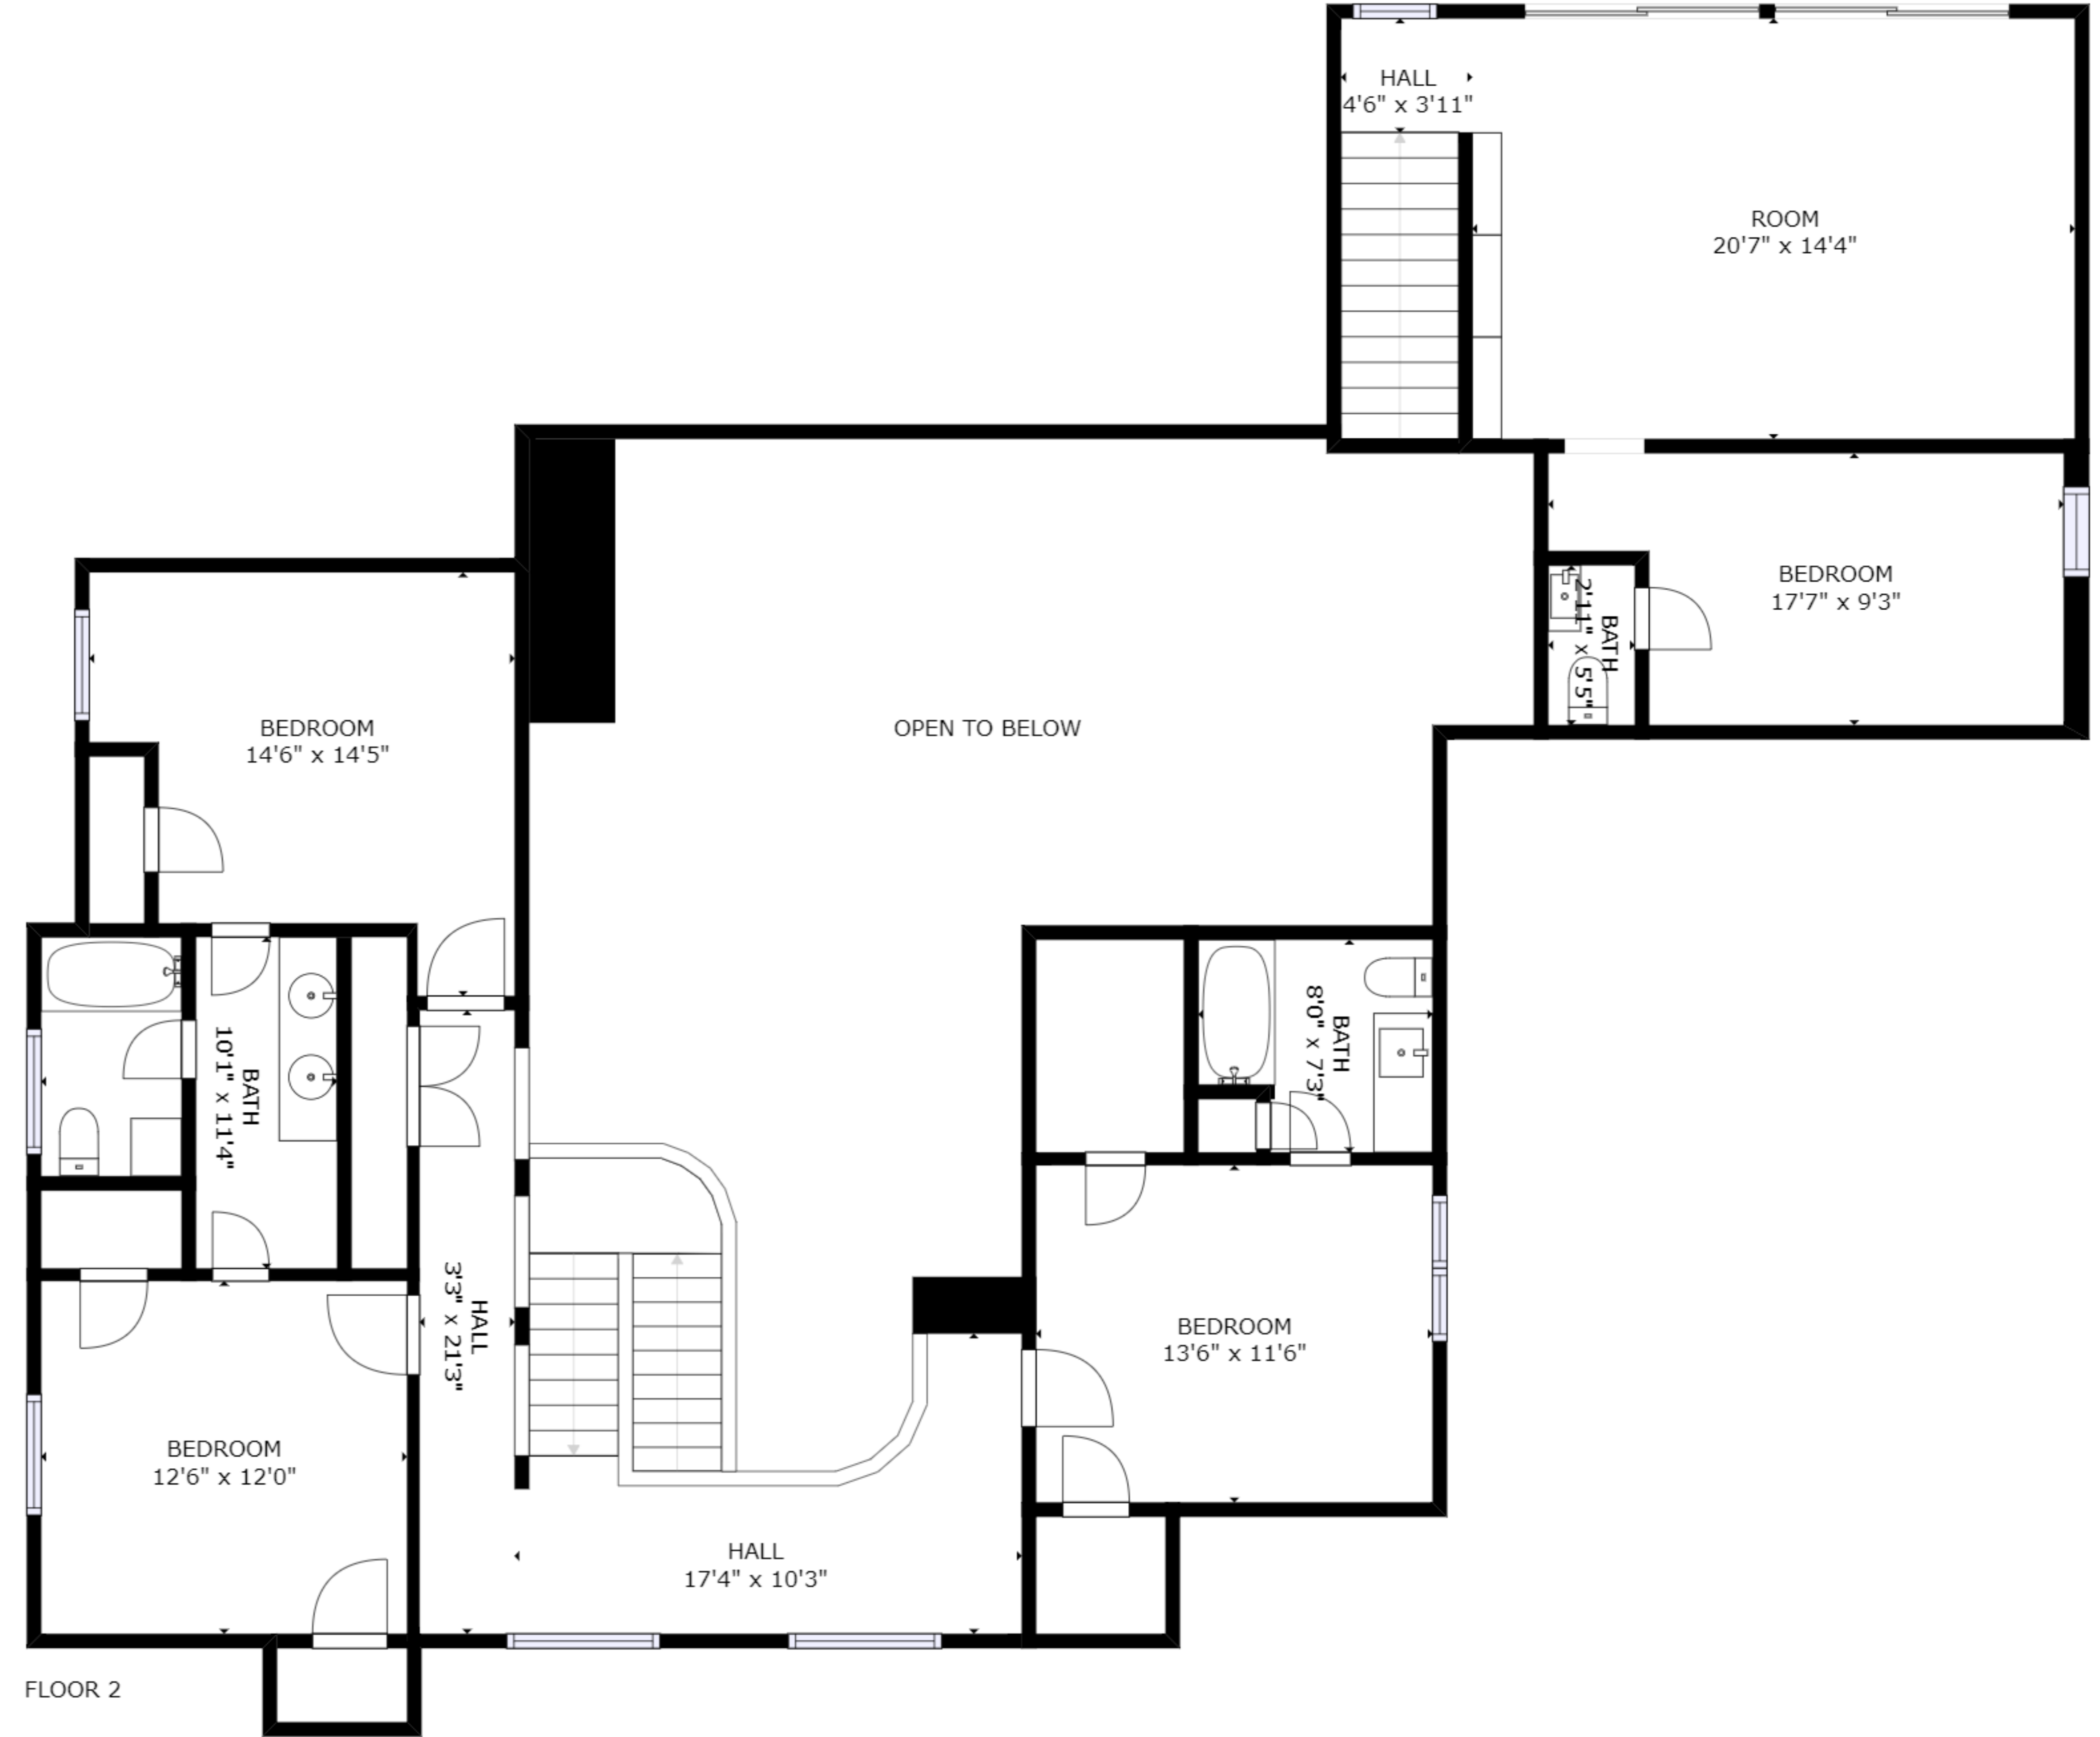 HALL
4'6" x 3'11"
ROOM
20'7" x 14'4"
BEDROOM
17'7" x 9'3"
BATH
2'11" x 5'5"
BEDROOM
14'6" x 14'5"
OPEN TO BELOW
BATH
10'1" x 11'4"
BATH
8'0" x 7'3"
HALL
3'3" x 21'3"
BEDROOM
13'6" x 11'6"
BEDROOM
12'6" x 12'0"
HALL
17'4" x 10'3"
FLOOR 2